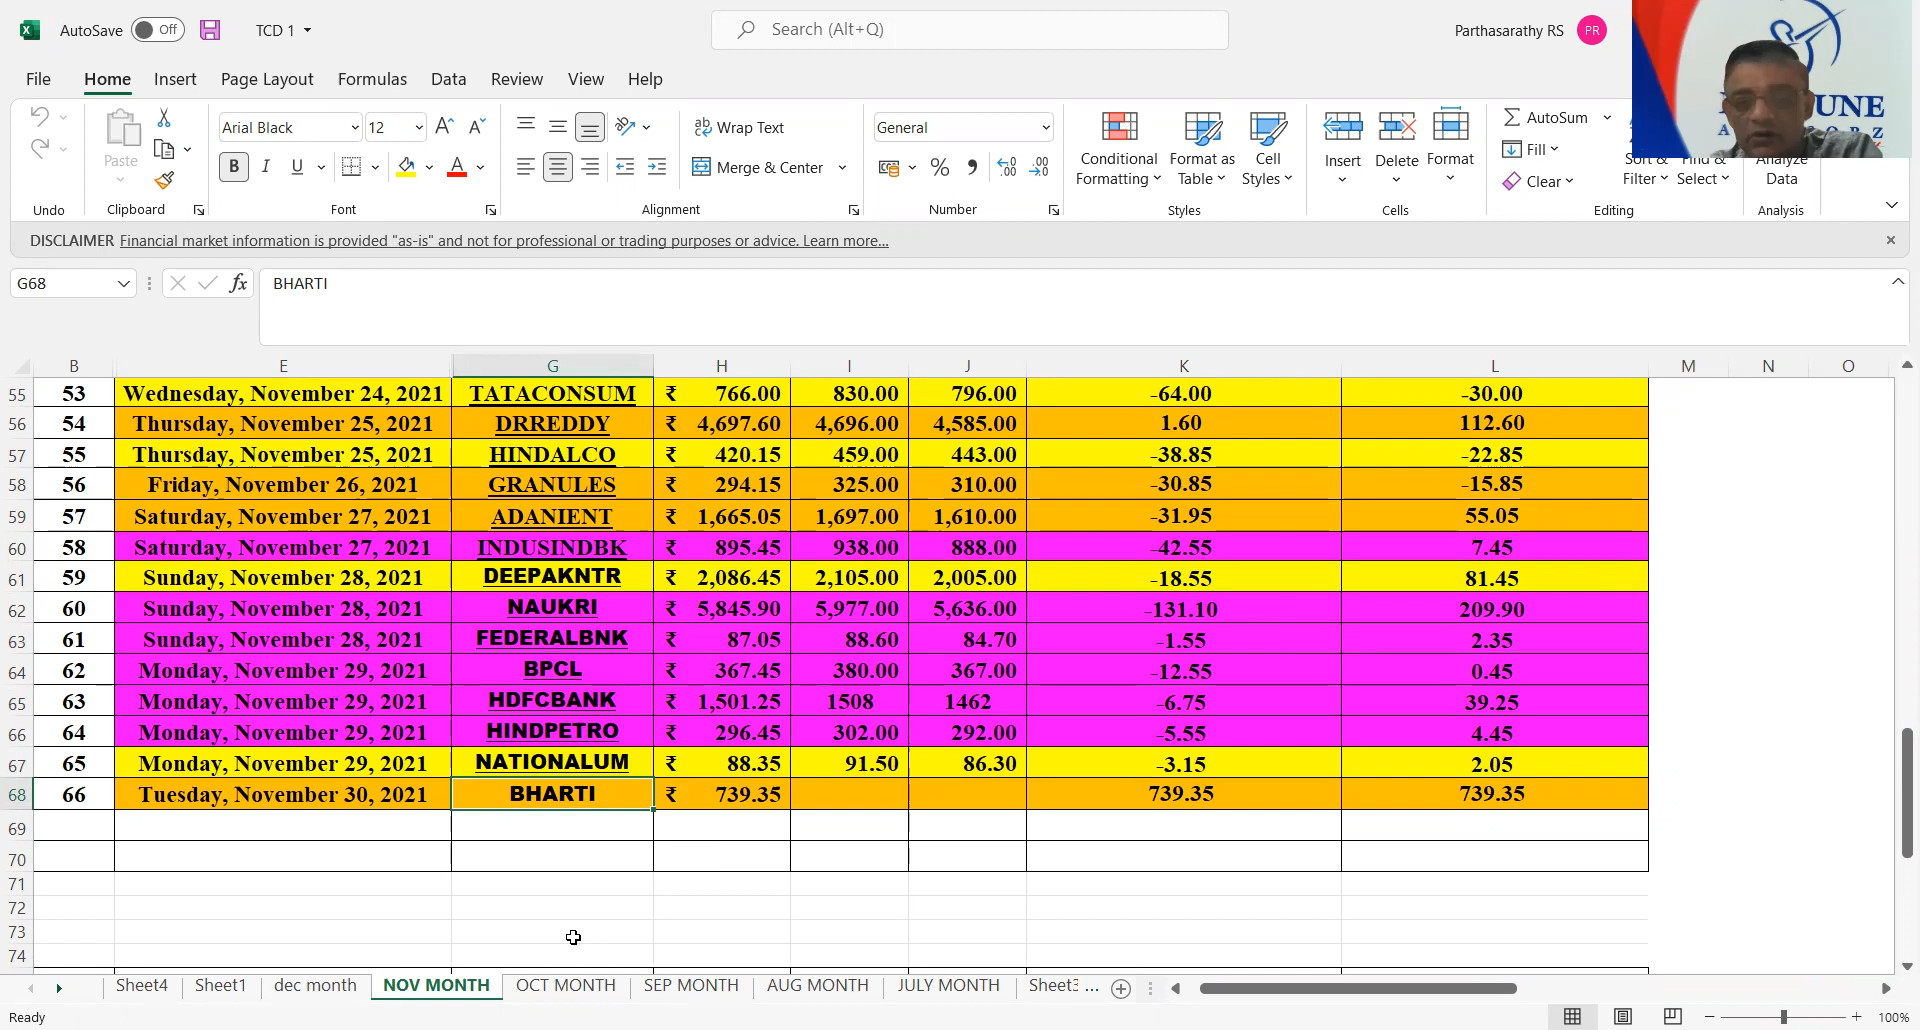 AutoSave Off TCD 1 Search (Alt+Q) Parthasarathy RS PR
File Home Insert Page Layout Formulas Data Review View Help
UNE
Arial Black 12 Wrap Text General AutoSum
Paste Conditional Format as Cell Insert Delete Format Fill Sort & Find & Analyze
B I U Merge & Center % Formatting Table Styles Clear Filter Select Data
Undo Clipboard Font Alignment Number Styles Cells Editing Analysis
DISCLAIMER Financial market information is provided "as-is" and not for professional or trading purposes or advice. Learn more...
G68 fx BHARTI
B E G H I J K L M N O
55 53 Wednesday, November 24, 2021 TATACONSUM ₹ 766.00 830.00 796.00 -64.00 -30.00
56 54 Thursday, November 25, 2021 DRREDDY ₹ 4,697.60 4,696.00 4,585.00 1.60 112.60
57 55 Thursday, November 25, 2021 HINDALCO ₹ 420.15 459.00 443.00 -38.85 -22.85
58 56 Friday, November 26, 2021 GRANULES ₹ 294.15 325.00 310.00 -30.85 -15.85
59 57 Saturday, November 27, 2021 ADANIENT ₹ 1,665.05 1,697.00 1,610.00 -31.95 55.05
60 58 Saturday, November 27, 2021 INDUSINDBK ₹ 895.45 938.00 888.00 -42.55 7.45
61 59 Sunday, November 28, 2021 DEEPAKNTR ₹ 2,086.45 2,105.00 2,005.00 -18.55 81.45
62 60 Sunday, November 28, 2021 NAUKRI ₹ 5,845.90 5,977.00 5,636.00 -131.10 209.90
63 61 Sunday, November 28, 2021 FEDERALBNK ₹ 87.05 88.60 84.70 -1.55 2.35
64 62 Monday, November 29, 2021 BPCL ₹ 367.45 380.00 367.00 -12.55 0.45
65 63 Monday, November 29, 2021 HDFCBANK ₹ 1,501.25 1508 1462 -6.75 39.25
66 64 Monday, November 29, 2021 HINDPETRO ₹ 296.45 302.00 292.00 -5.55 4.45
67 65 Monday, November 29, 2021 NATIONALUM ₹ 88.35 91.50 86.30 -3.15 2.05
68 66 Tuesday, November 30, 2021 BHARTI ₹ 739.35 739.35 739.35
69
70
71
72
73
74
Sheet4 Sheet1 dec month NOV MONTH OCT MONTH SEP MONTH AUG MONTH JULY MONTH Sheet3 ...
Ready 100%